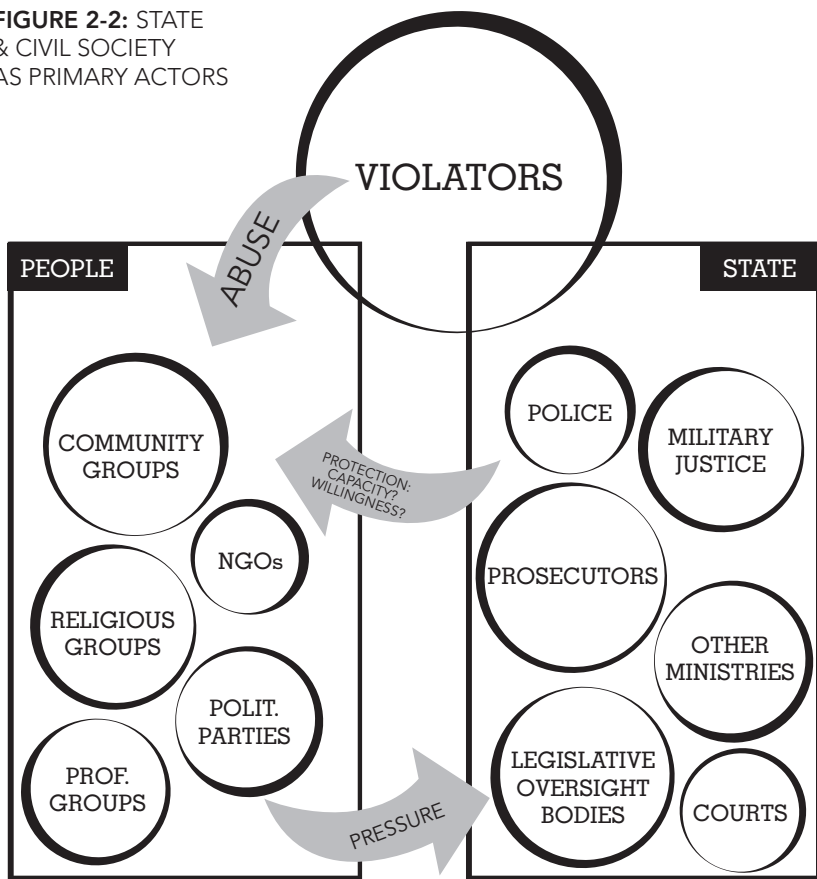 FIGURE 2-2: STATE
& CIVIL SOCIETY
AS PRIMARY ACTORS
VIOLATORS
ABUSE
PEOPLE
STATE
COMMUNITY
GROUPS
NGOs
RELIGIOUS
GROUPS
POLIT.
PARTIES
PROF.
GROUPS
PROTECTION:
CAPACITY?
WILLINGNESS?
PRESSURE
POLICE
MILITARY
JUSTICE
PROSECUTORS
OTHER
MINISTRIES
LEGISLATIVE
OVERSIGHT
BODIES
COURTS